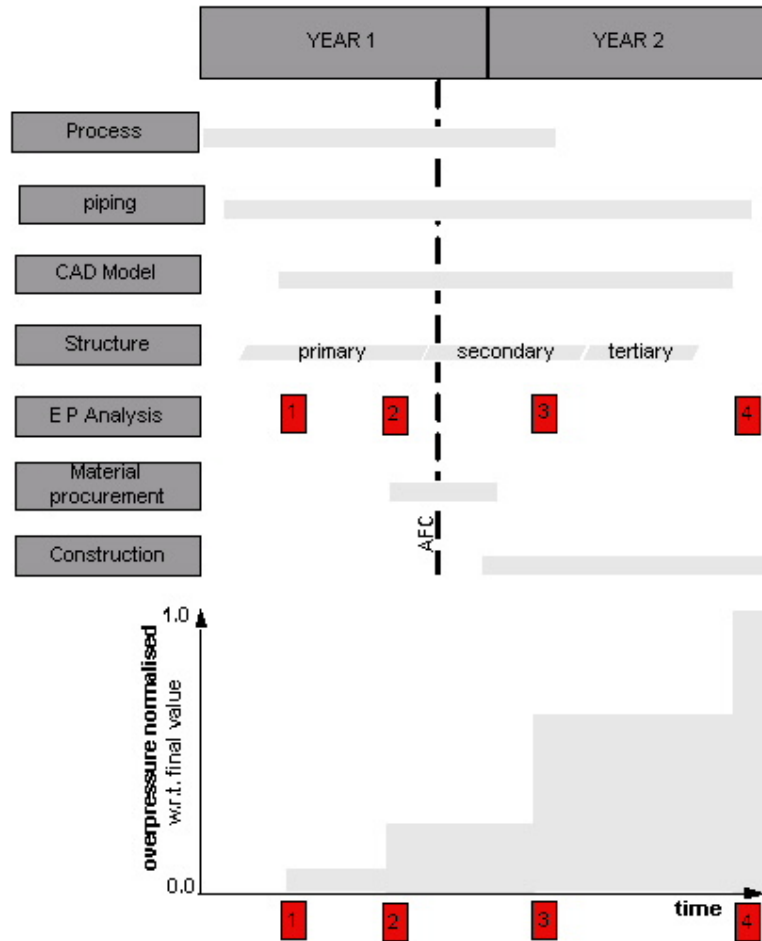 YEAR 1
YEAR 2
Process
piping
CAD Model
Structure
primary
secondary
tertiary
E P Analysis
1
2
3
4
Material
procurement
AFC
Construction
1.0
overpressure normalised
w.r.t. final value
0.0
time
1
2
3
4